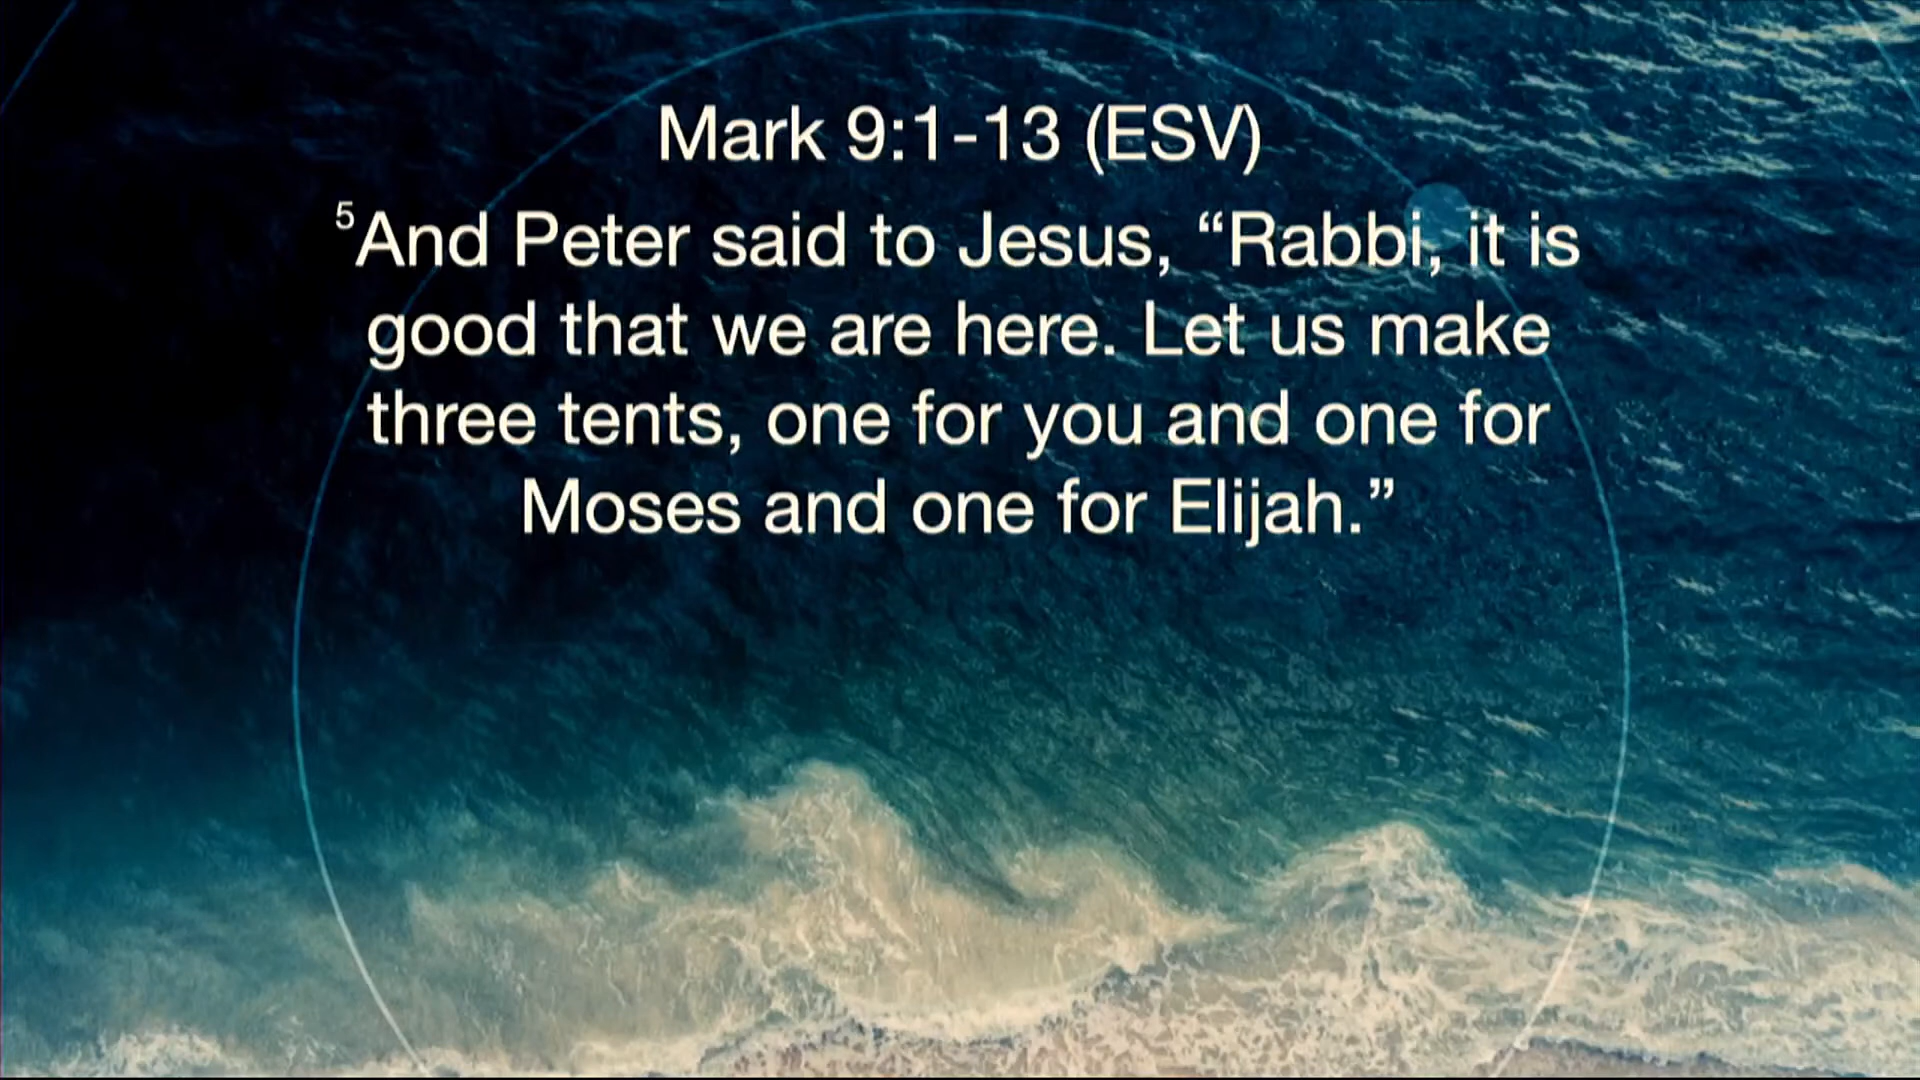 Mark 9:1-13 (ESV)
⁵And Peter said to Jesus, “Rabbi, it is
good that we are here. Let us make
three tents, one for you and one for
Moses and one for Elijah.”